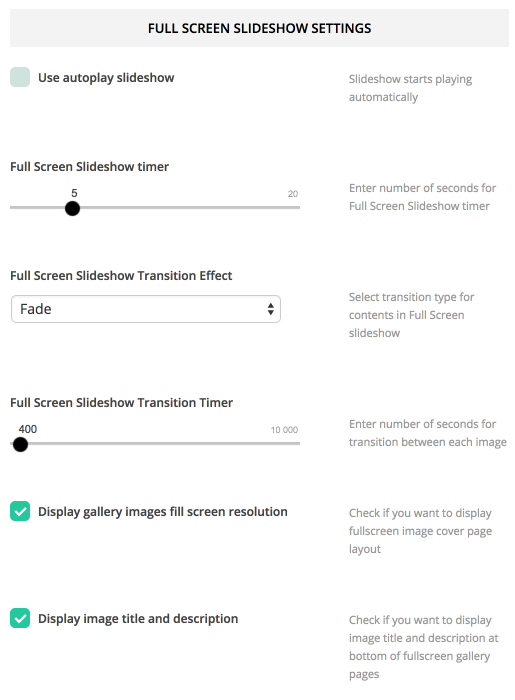 FULL SCREEN SLIDESHOW SETTINGS
Use autoplay slideshow
Slideshow starts playing
automatically
Full Screen Slideshow timer
5
20
Enter number of seconds for
Full Screen Slideshow timer
Full Screen Slideshow Transition Effect
Fade
Select transition type for
contents in Full Screen
slideshow
Full Screen Slideshow Transition Timer
400
10 000
Enter number of seconds for
transition between each image
Display gallery images fill screen resolution
Check if you want to display
fullscreen image cover page
layout
Display image title and description
Check if you want to display
image title and description at
bottom of fullscreen gallery
pages